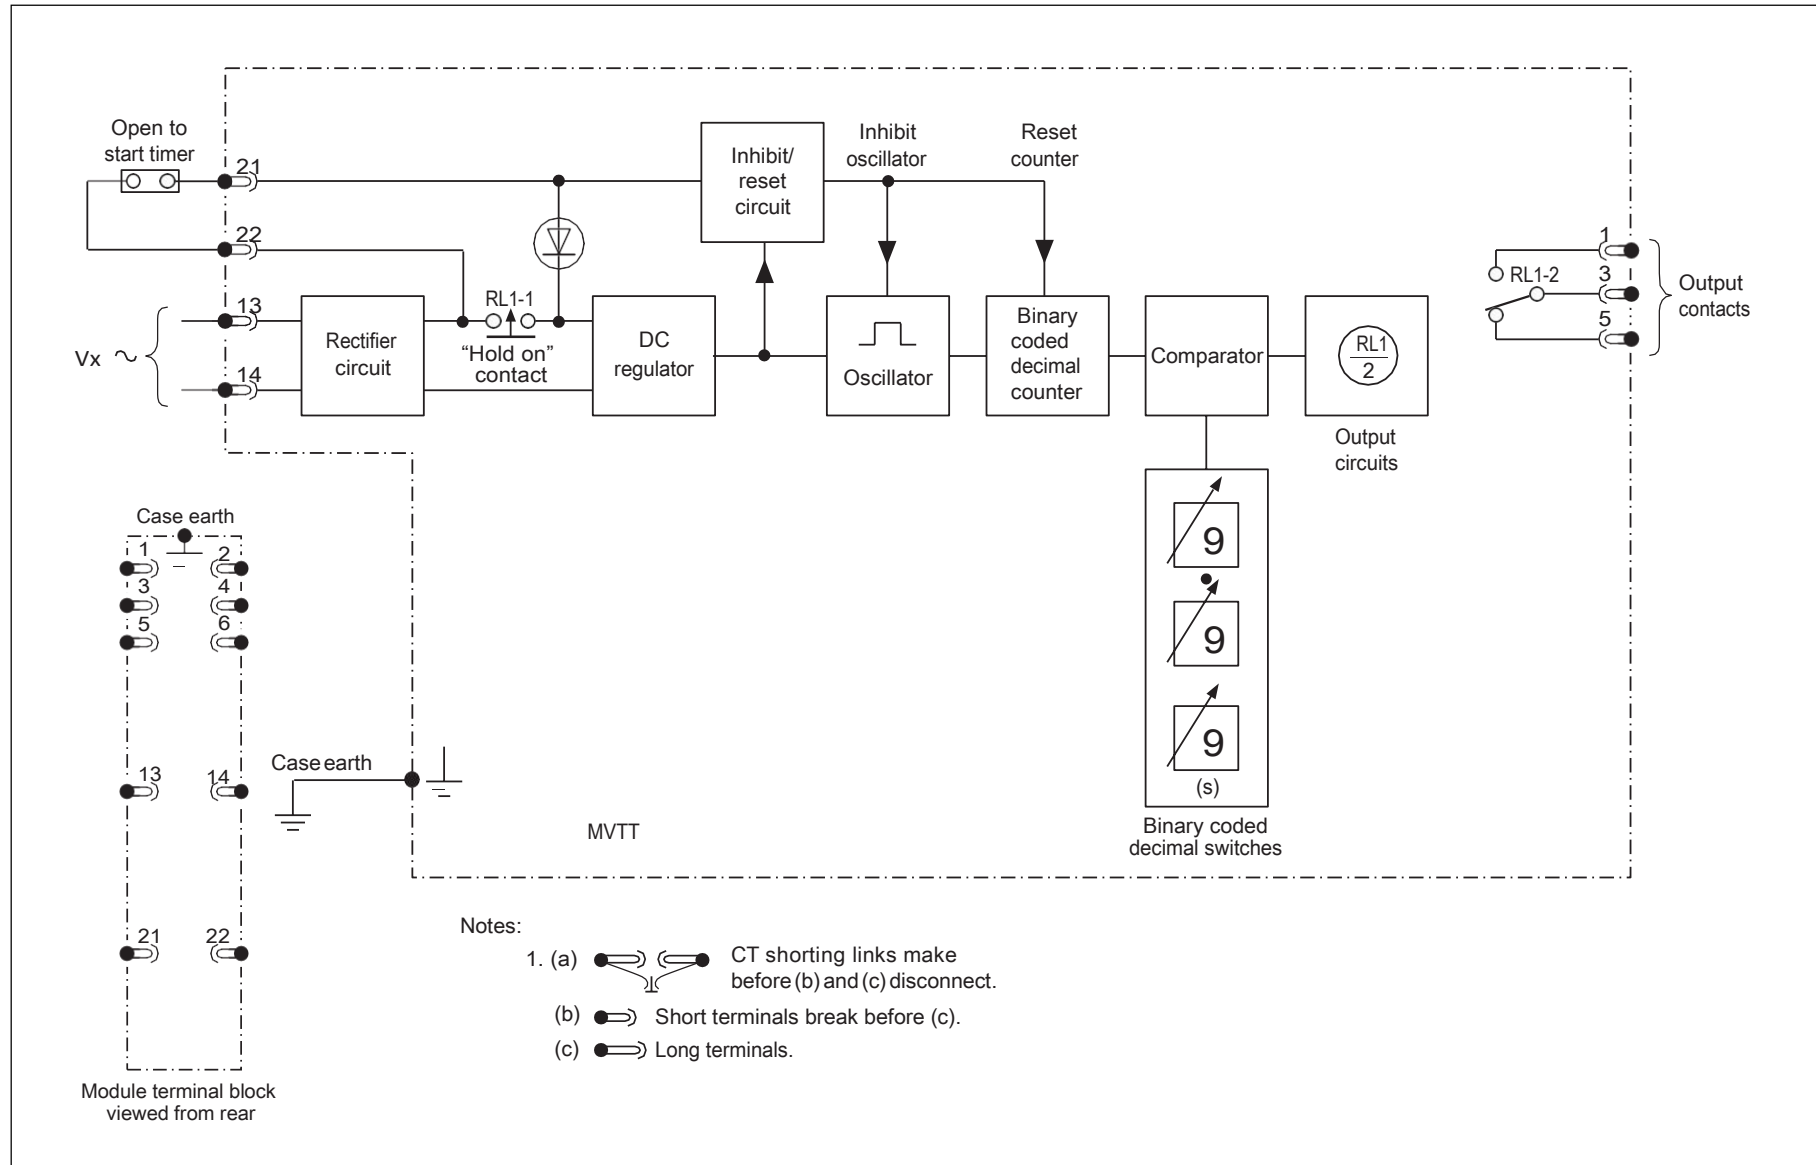 Open to
start timer
21
22
13
14
Vx
Rectifier
circuit
RL1-1
“Hold on”
contact
DC
regulator
Inhibit/
reset
circuit
Inhibit
oscillator
Reset
counter
Oscillator
Binary
coded
decimal
counter
Comparator
RL1
2
Output
circuits
RL1-2
1
3
5
Output
contacts
9
9
9
(s)
Binary coded
decimal switches
Case earth
1
2
3
4
5
6
13
14
21
22
Module terminal block
viewed from rear
Case earth
MVTT
Notes:
1. (a) CT shorting links make
before (b) and (c) disconnect.
(b) Short terminals break before (c).
(c) Long terminals.